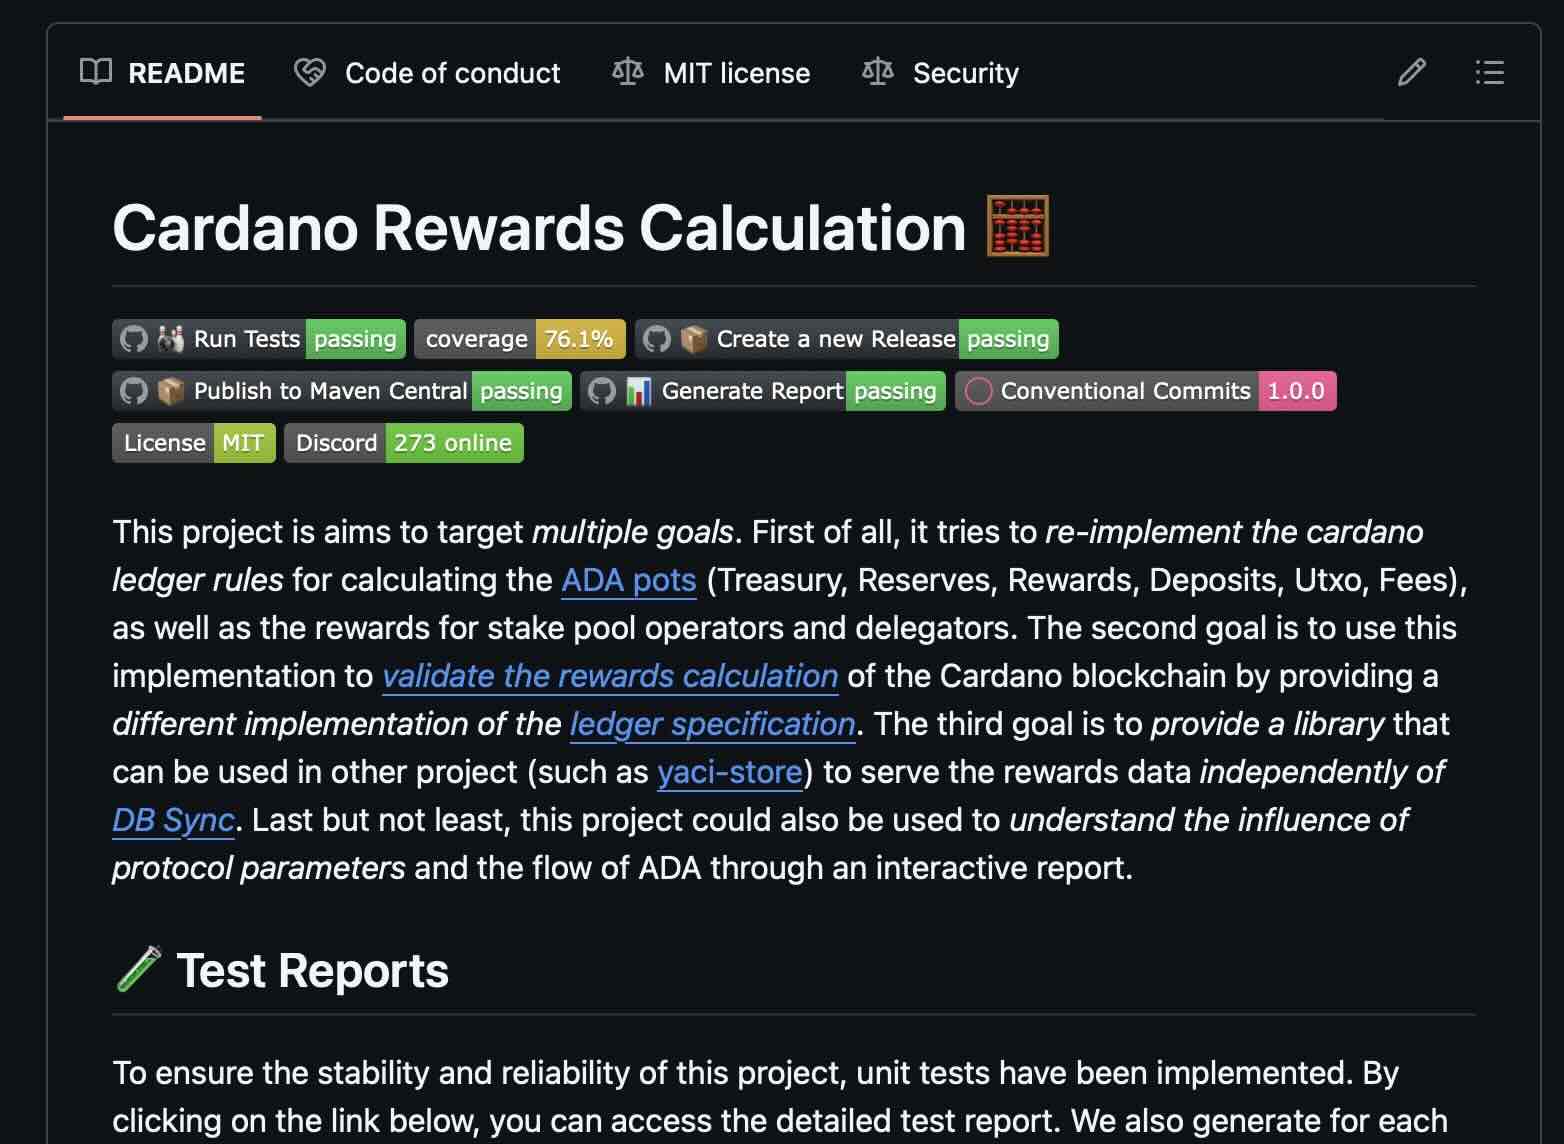 README Code of conduct MIT license Security
Cardano Rewards Calculation
Run Tests passing coverage 76.1% Create a new Release passing
Publish to Maven Central passing Generate Report passing Conventional Commits 1.0.0
License MIT Discord 273 online
This project is aims to target multiple goals. First of all, it tries to re-implement the cardano
ledger rules for calculating the ADA pots (Treasury, Reserves, Rewards, Deposits, Utxo, Fees),
as well as the rewards for stake pool operators and delegators. The second goal is to use this
implementation to validate the rewards calculation of the Cardano blockchain by providing a
different implementation of the ledger specification. The third goal is to provide a library that
can be used in other project (such as yaci-store) to serve the rewards data independently of
DB Sync. Last but not least, this project could also be used to understand the influence of
protocol parameters and the flow of ADA through an interactive report.
Test Reports
To ensure the stability and reliability of this project, unit tests have been implemented. By
clicking on the link below, you can access the detailed test report. We also generate for each